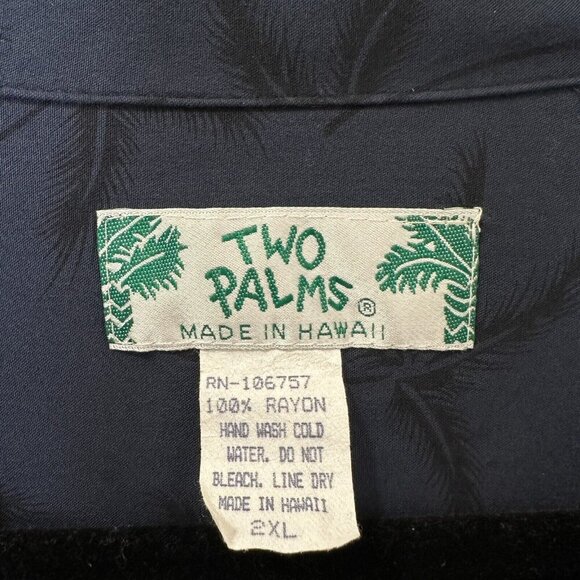 TWO
PALMS®
MADE IN HAWAII
RN-106757
100% RAYON
HAND WASH COLD
WATER. DO NOT
BLEACH. LINE DRY
MADE IN HAWAII
2XL